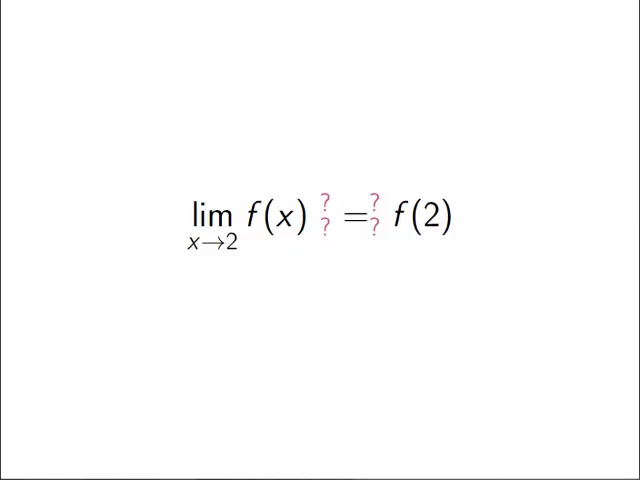 lim f(x) ? = ? f(2)
x→2 ? ?